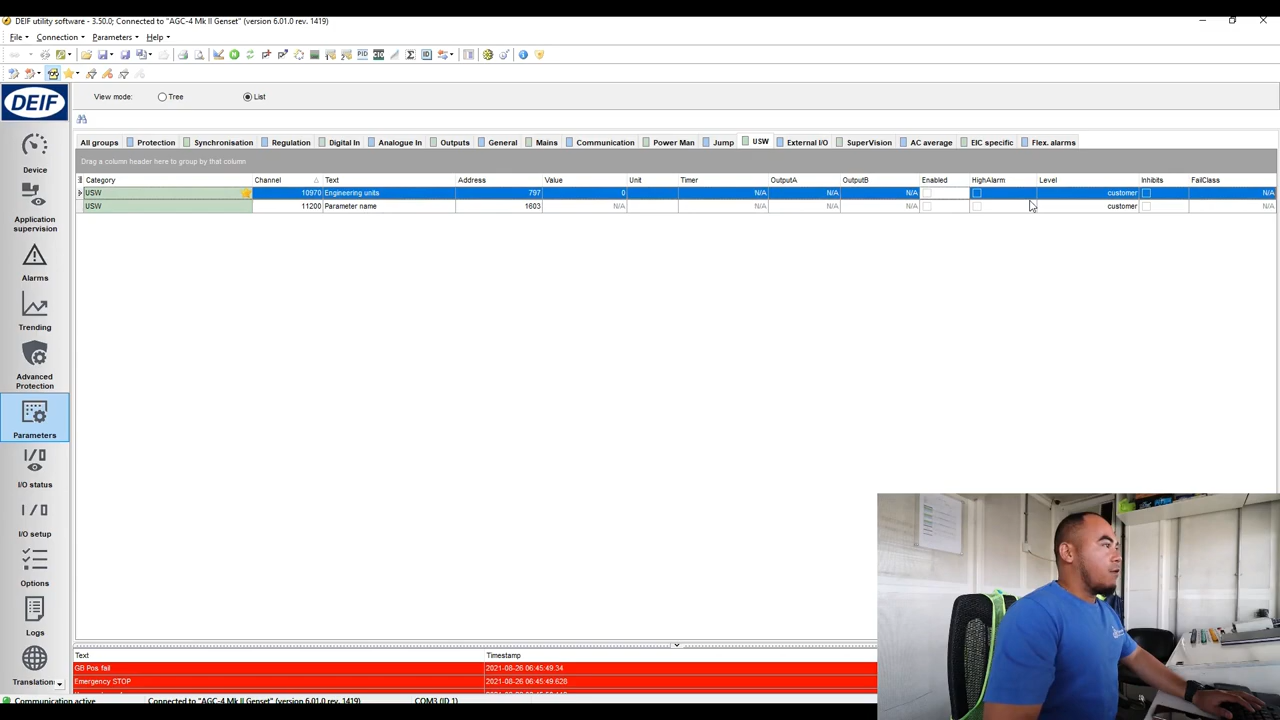 DEIF utility software - 3.50.0; Connected to "AGC-4 Mk II Genset" (version 6.01.0 rev. 1419)
File Connection Parameters Help
DEIF
View mode: Tree List
All groups Protection Synchronisation Regulation Digital In Analogue In Outputs General Mains Communication Power Man Jump USW External I/O SuperVision AC average EIC specific Flex. alarms
Drag a column header here to group by that column
Category Channel Text Address Value Unit Timer OutputA OutputB Enabled HighAlarm Level Inhibits FailClass
USW 10970 Engineering units 797 0 N/A N/A N/A customer N/A
USW 11200 Parameter name 1603 N/A N/A N/A N/A customer N/A
Device
Application
supervision
Alarms
Trending
Advanced
Protection
Parameters
I/O status
I/O setup
Options
Logs
Translation
Text Timestamp
GB Pos fail 2021-08-26 06:45:49.34
Emergency STOP 2021-08-26 06:45:49.628
Communication active Connected to "AGC-4 Mk II Genset" (version 6.01.0 rev. 1419) COM3 (ID 1)